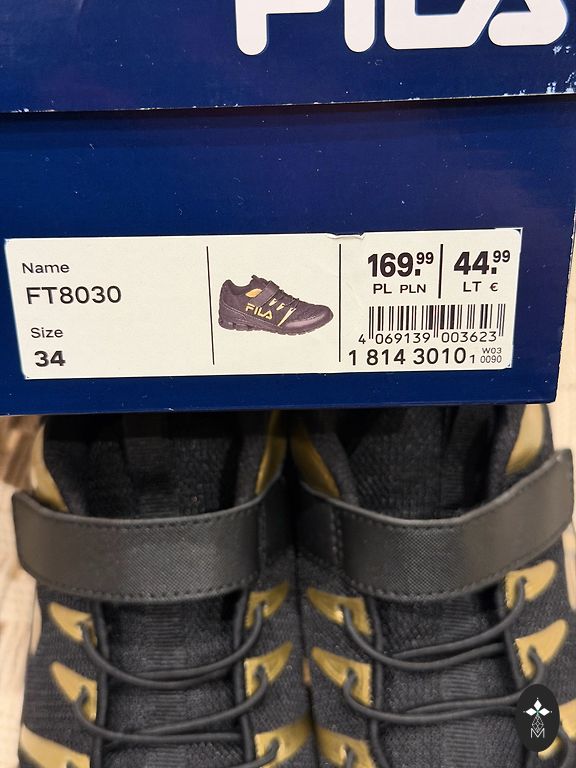 FILA
Name
FT8030
Size
34
FILA
169.99
PL PLN
44.99
LT €
4 069139 003623
1 814 3010 1 W03 0090
M